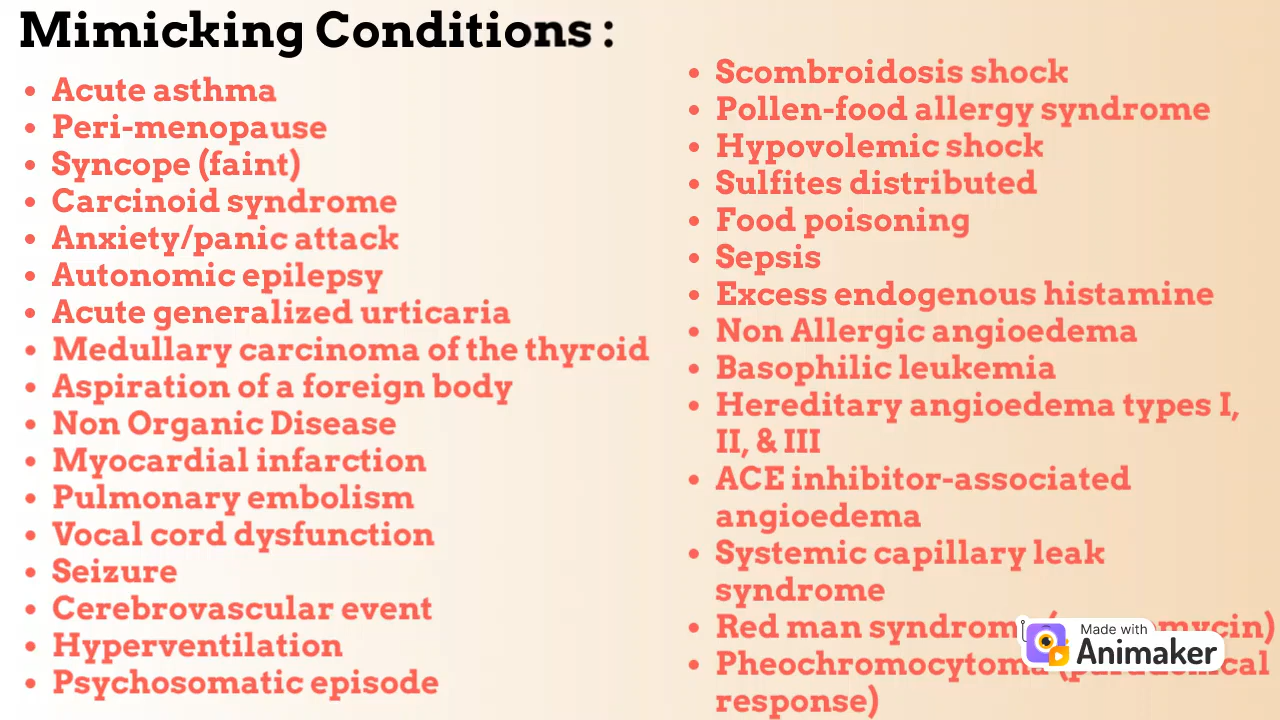 Mimicking Conditions :
• Acute asthma
• Peri-menopause
• Syncope (faint)
• Carcinoid syndrome
• Anxiety/panic attack
• Autonomic epilepsy
• Acute generalized urticaria
• Medullary carcinoma of the thyroid
• Aspiration of a foreign body
• Non Organic Disease
• Myocardial infarction
• Pulmonary embolism
• Vocal cord dysfunction
• Seizure
• Cerebrovascular event
• Hyperventilation
• Psychosomatic episode
• Scombroidosis shock
• Pollen-food allergy syndrome
• Hypovolemic shock
• Sulfites distributed
• Food poisoning
• Sepsis
• Excess endogenous histamine
• Non Allergic angioedema
• Basophilic leukemia
• Hereditary angioedema types I,
II, & III
• ACE inhibitor-associated
angioedema
• Systemic capillary leak
syndrome
• Red man
• Pheochromocytoma
response)
Made with
Animaker